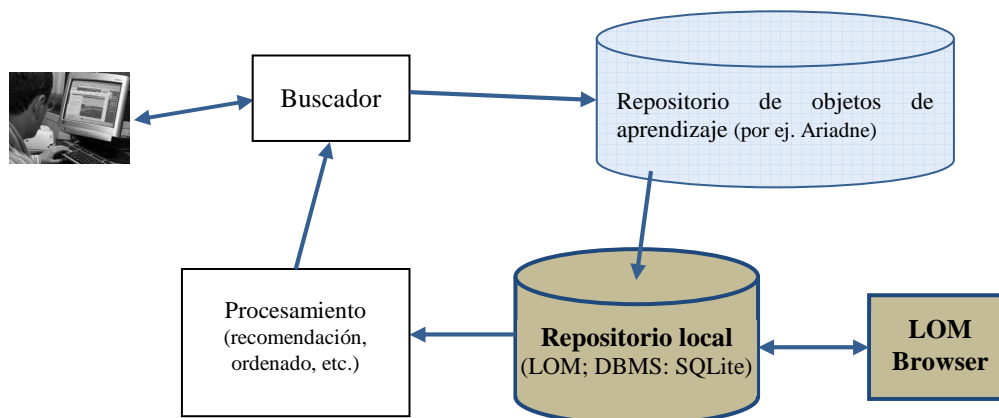 Buscador
Repositorio de objetos de
aprendizaje (por ej. Ariadne)
Procesamiento
(recomendación,
ordenado, etc.)
Repositorio local
(LOM; DBMS: SQLite)
LOM
Browser